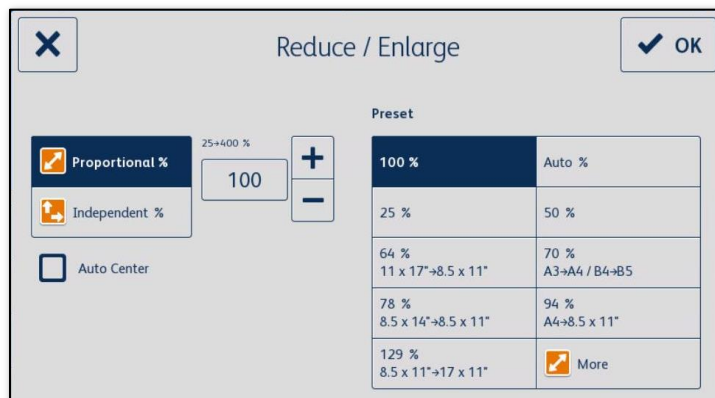 Reduce / Enlarge
OK
Preset
25→400 %
Proportional %
100
Independent %
Auto Center
100 %
Auto %
25 %
50 %
64 %
11 x 17"→8.5 x 11"
70 %
A3→A4 / B4→B5
78 %
8.5 x 14"→8.5 x 11"
94 %
A4→8.5 x 11"
129 %
8.5 x 11"→17 x 11"
More